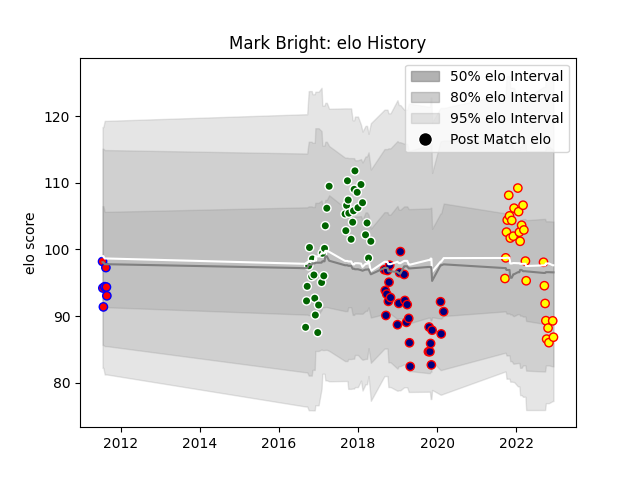 Mark Bright: elo History
50% elo Interval
80% elo Interval
95% elo Interval
Post Match elo
elo score
120
110
100
90
80
2012 2014 2016 2018 2020 2022